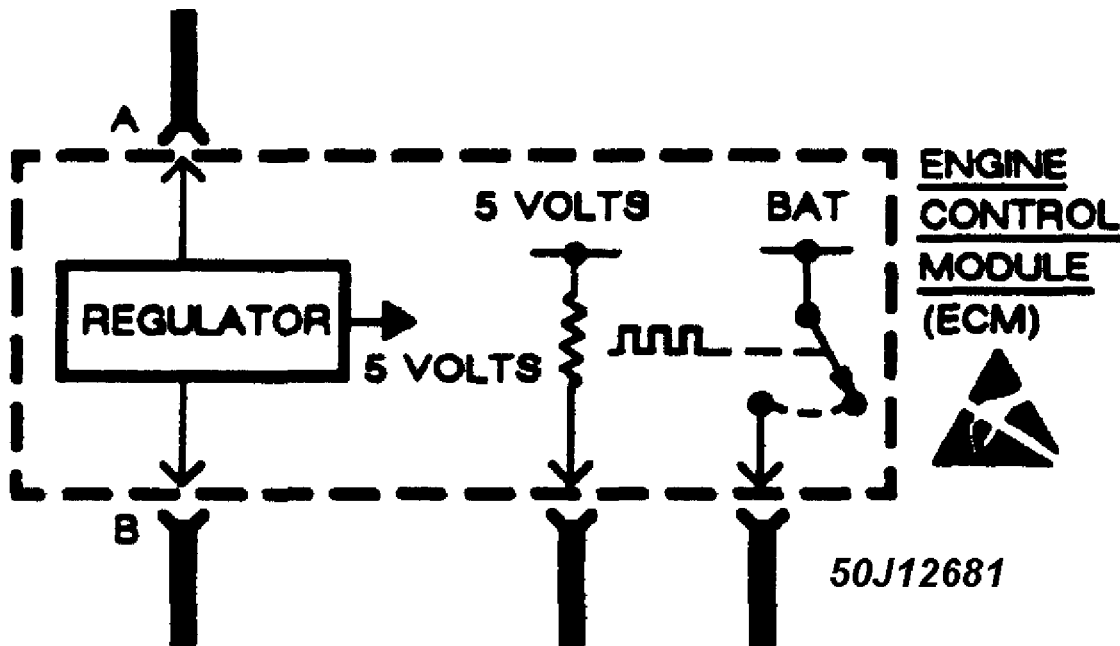 A
ENGINE
CONTROL
MODULE
(ECM)
5 VOLTS
BAT
REGULATOR
5 VOLTS
B
50J12681